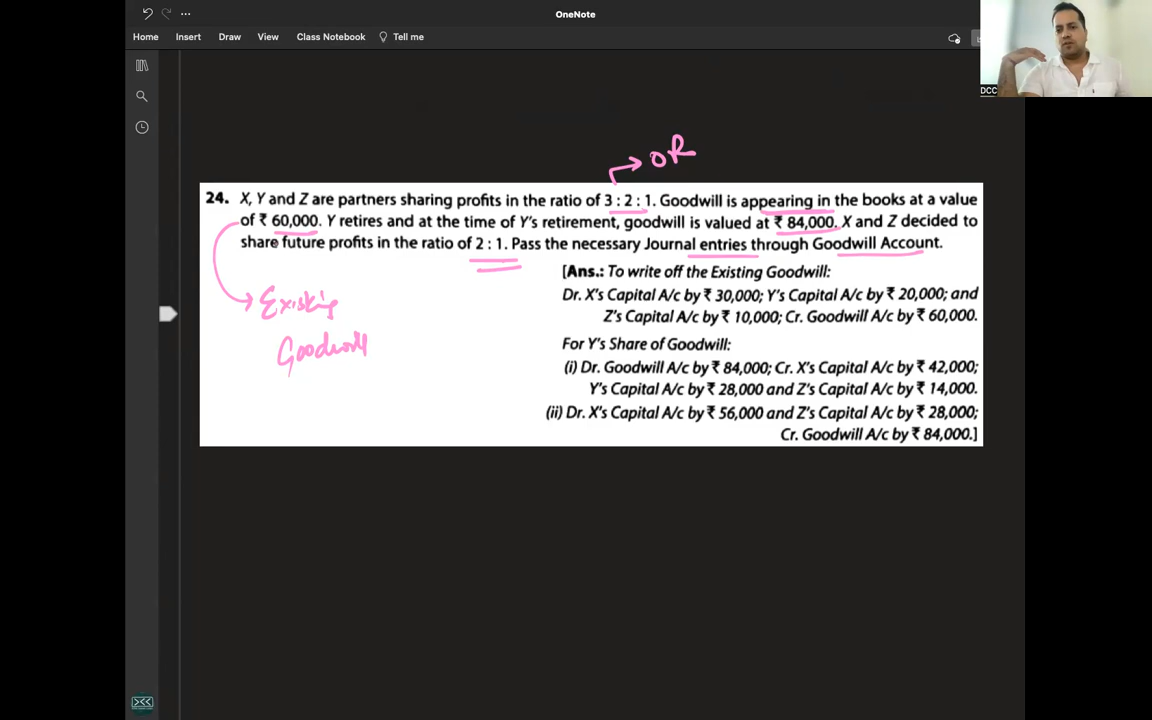 OneNote
Home Insert Draw View Class Notebook Tell me
DCC
OR
24. X, Y and Z are partners sharing profits in the ratio of 3 : 2 : 1. Goodwill is appearing in the books at a value
of ₹ 60,000. Y retires and at the time of Y's retirement, goodwill is valued at ₹ 84,000. X and Z decided to
share future profits in the ratio of 2 : 1. Pass the necessary Journal entries through Goodwill Account.
[Ans.: To write off the Existing Goodwill:
Dr. X's Capital A/c by ₹ 30,000; Y's Capital A/c by ₹ 20,000; and
Z's Capital A/c by ₹ 10,000; Cr. Goodwill A/c by ₹ 60,000.
For Y's Share of Goodwill:
(i) Dr. Goodwill A/c by ₹ 84,000; Cr. X's Capital A/c by ₹ 42,000;
Y's Capital A/c by ₹ 28,000 and Z's Capital A/c by ₹ 14,000.
(ii) Dr. X's Capital A/c by ₹ 56,000 and Z's Capital A/c by ₹ 28,000;
Cr. Goodwill A/c by ₹ 84,000.]
Existing
Goodwill